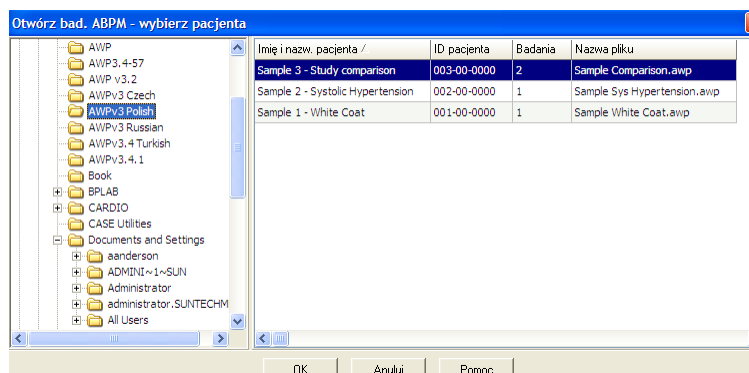 Otwórz bad. ABPM - wybierz pacjenta
AWP
AWP3.4-57
AWP v3.2
AWPv3 Czech
AWPv3 Polish
AWPv3 Russian
AWPv3.4 Turkish
AWPv3.4.1
Book
BPLAB
CARDIO
CASE Utilities
Documents and Settings
aanderson
ADMINI~1~SUN
Administrator
administrator.SUNTECHM
All Users
Imię i nazw. pacjenta / ID pacjenta Badania Nazwa pliku
Sample 3 - Study comparison 003-00-0000 2 Sample Comparison.awp
Sample 2 - Systolic Hypertension 002-00-0000 1 Sample Sys Hypertension.awp
Sample 1 - White Coat 001-00-0000 1 Sample White Coat.awp
OK Anuluj Pomoc